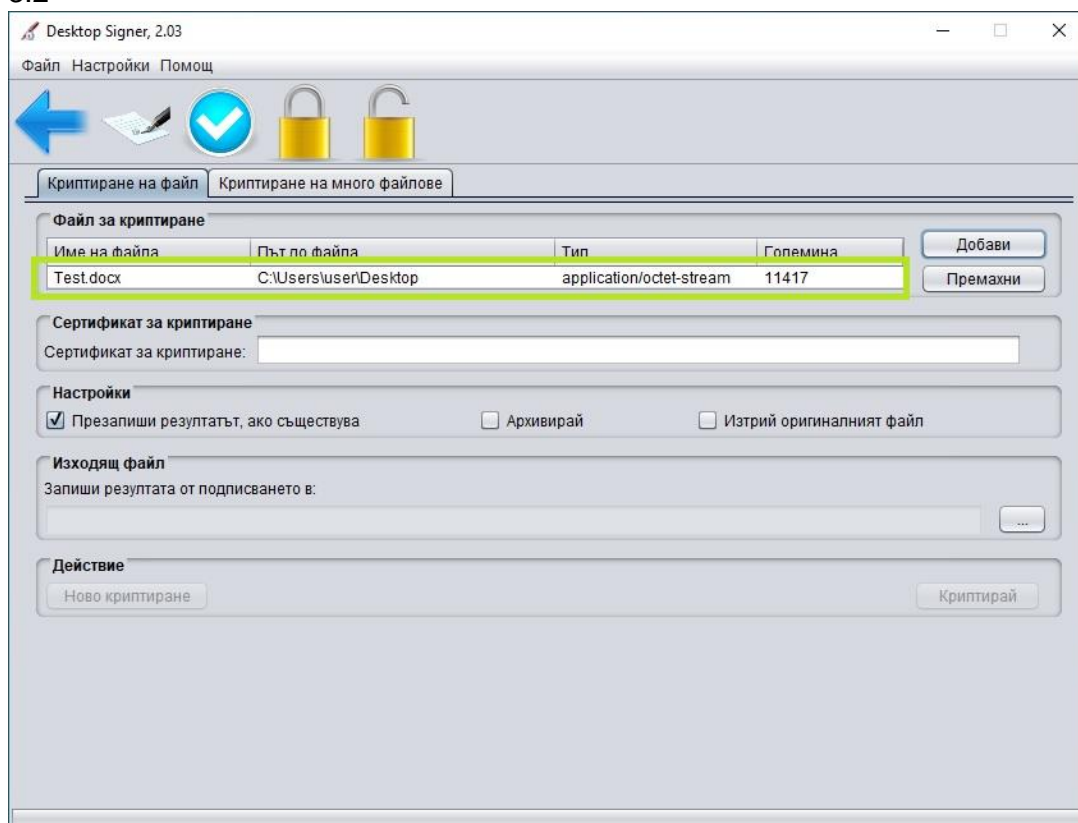 Desktop Signer, 2.03
Файл Настройки Помощ
Криптиране на файл Криптиране на много файлове
Файл за криптиране
Име на файла Път до файла Тип Големина Добави
Test.docx C:\Users\user\Desktop application/octet-stream 11417 Премахни
Сертификат за криптиране
Сертификат за криптиране:
Настройки
Презапиши резултатът, ако съществува Архивирай Изтрий оригиналният файл
Изходящ файл
Запиши резултата от подписването в:
...
Действие
Ново криптиране Криптирай